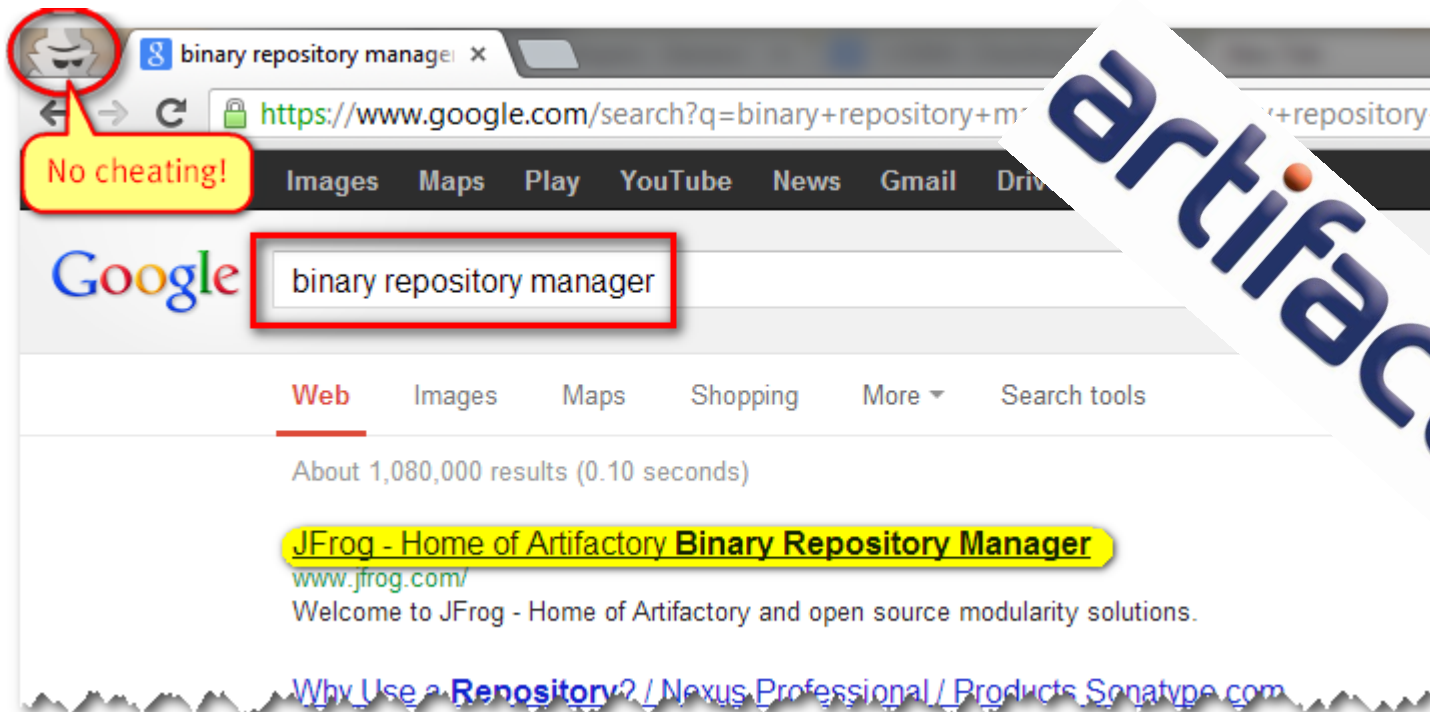 binary repository manage
https://www.google.com/search?q=binary+repository+m +repository
No cheating!
Images Maps Play YouTube News Gmail Driv
Google
binary repository manager
artifac
Web Images Maps Shopping More Search tools
About 1,080,000 results (0.10 seconds)
JFrog - Home of Artifactory Binary Repository Manager
www.jfrog.com/
Welcome to JFrog - Home of Artifactory and open source modularity solutions.
Why Use a Repository? / Nexus Professional / Products Sonatype.com